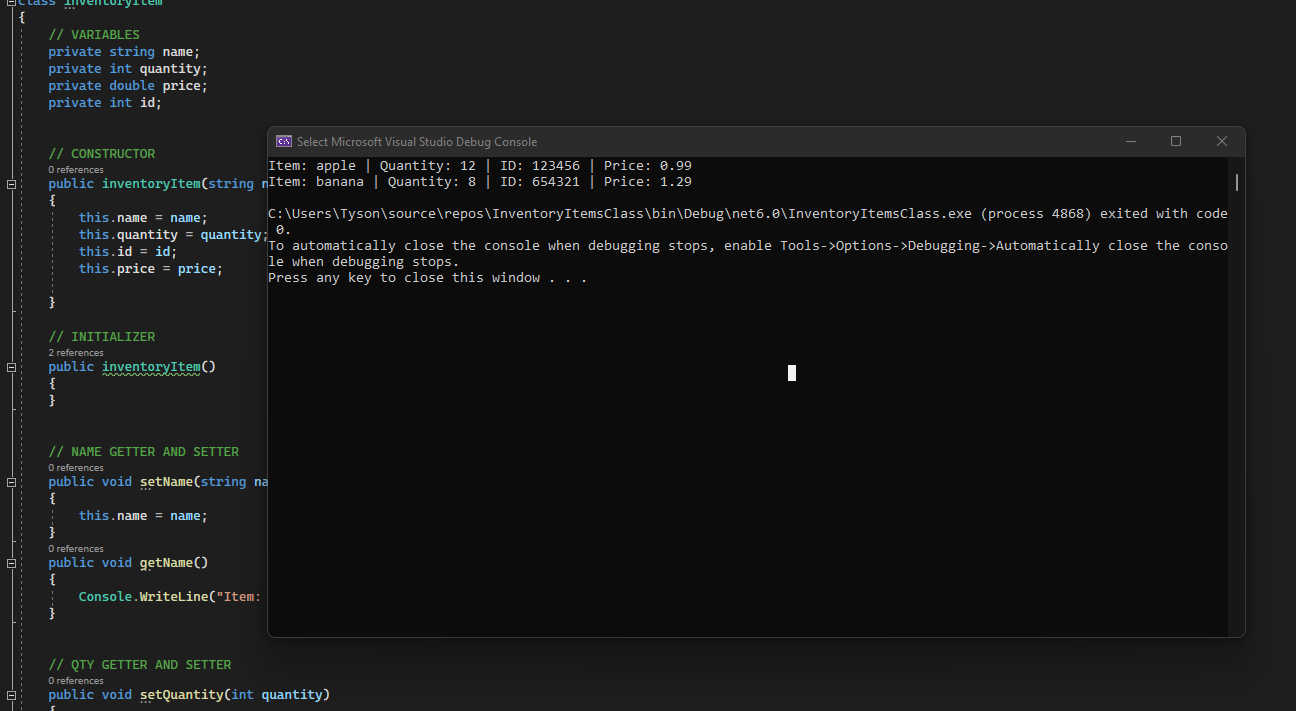 class inventoryItem
{
// VARIABLES
private string name;
private int quantity;
private double price;
private int id;
// CONSTRUCTOR
0 references
public inventoryItem(string n
{
this.name = name;
this.quantity = quantity;
this.id = id;
this.price = price;
}
// INITIALIZER
2 references
public inventoryItem()
{
}
// NAME GETTER AND SETTER
0 references
public void setName(string na
{
this.name = name;
}
0 references
public void getName()
{
Console.WriteLine("Item:
}
// QTY GETTER AND SETTER
0 references
public void setQuantity(int quantity)
{
Select Microsoft Visual Studio Debug Console
Item: apple | Quantity: 12 | ID: 123456 | Price: 0.99
Item: banana | Quantity: 8 | ID: 654321 | Price: 1.29
C:\Users\Tyson\source\repos\InventoryItemsClass\bin\Debug\net6.0\InventoryItemsClass.exe (process 4868) exited with code
0.
To automatically close the console when debugging stops, enable Tools->Options->Debugging->Automatically close the conso
le when debugging stops.
Press any key to close this window . . .